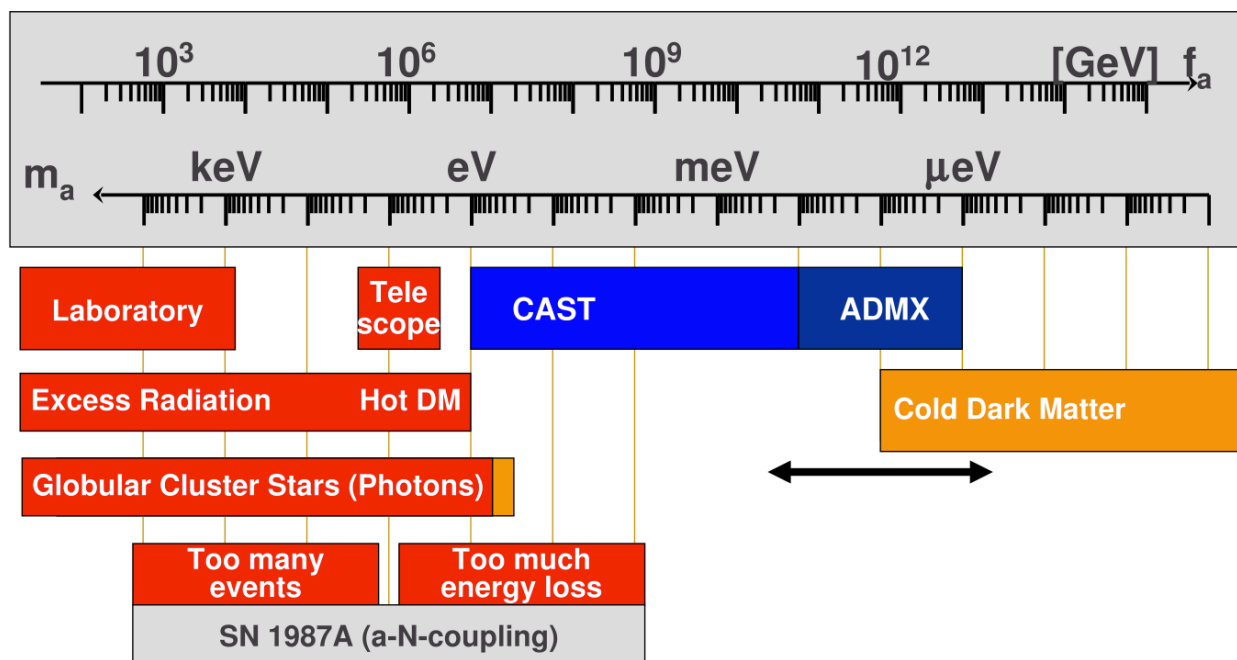 10³ 10⁶ 10⁹ 10¹² [GeV] fₐ
mₐ keV eV meV μeV
Laboratory
Tele
scope
CAST
ADMX
Excess Radiation Hot DM
Cold Dark Matter
Globular Cluster Stars (Photons)
Too many
events
Too much
energy loss
SN 1987A (a-N-coupling)